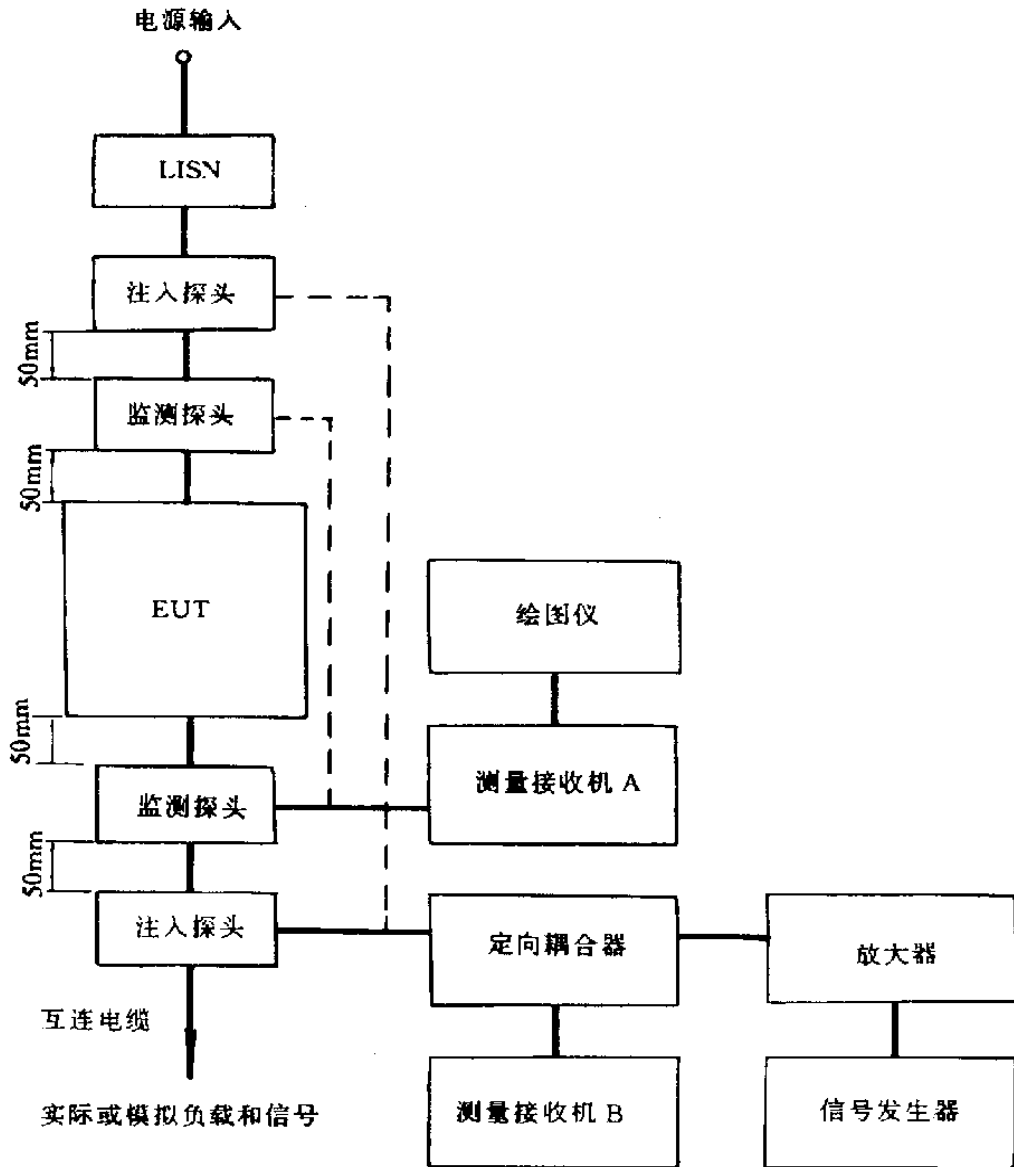 电源输入
LISN
注入探头
50mm
监测探头
50mm
EUT
绘图仪
50mm
监测探头
测量接收机 A
50mm
注入探头
定向耦合器
放大器
互连电缆
实际或模拟负载和信号
测量接收机 B
信号发生器